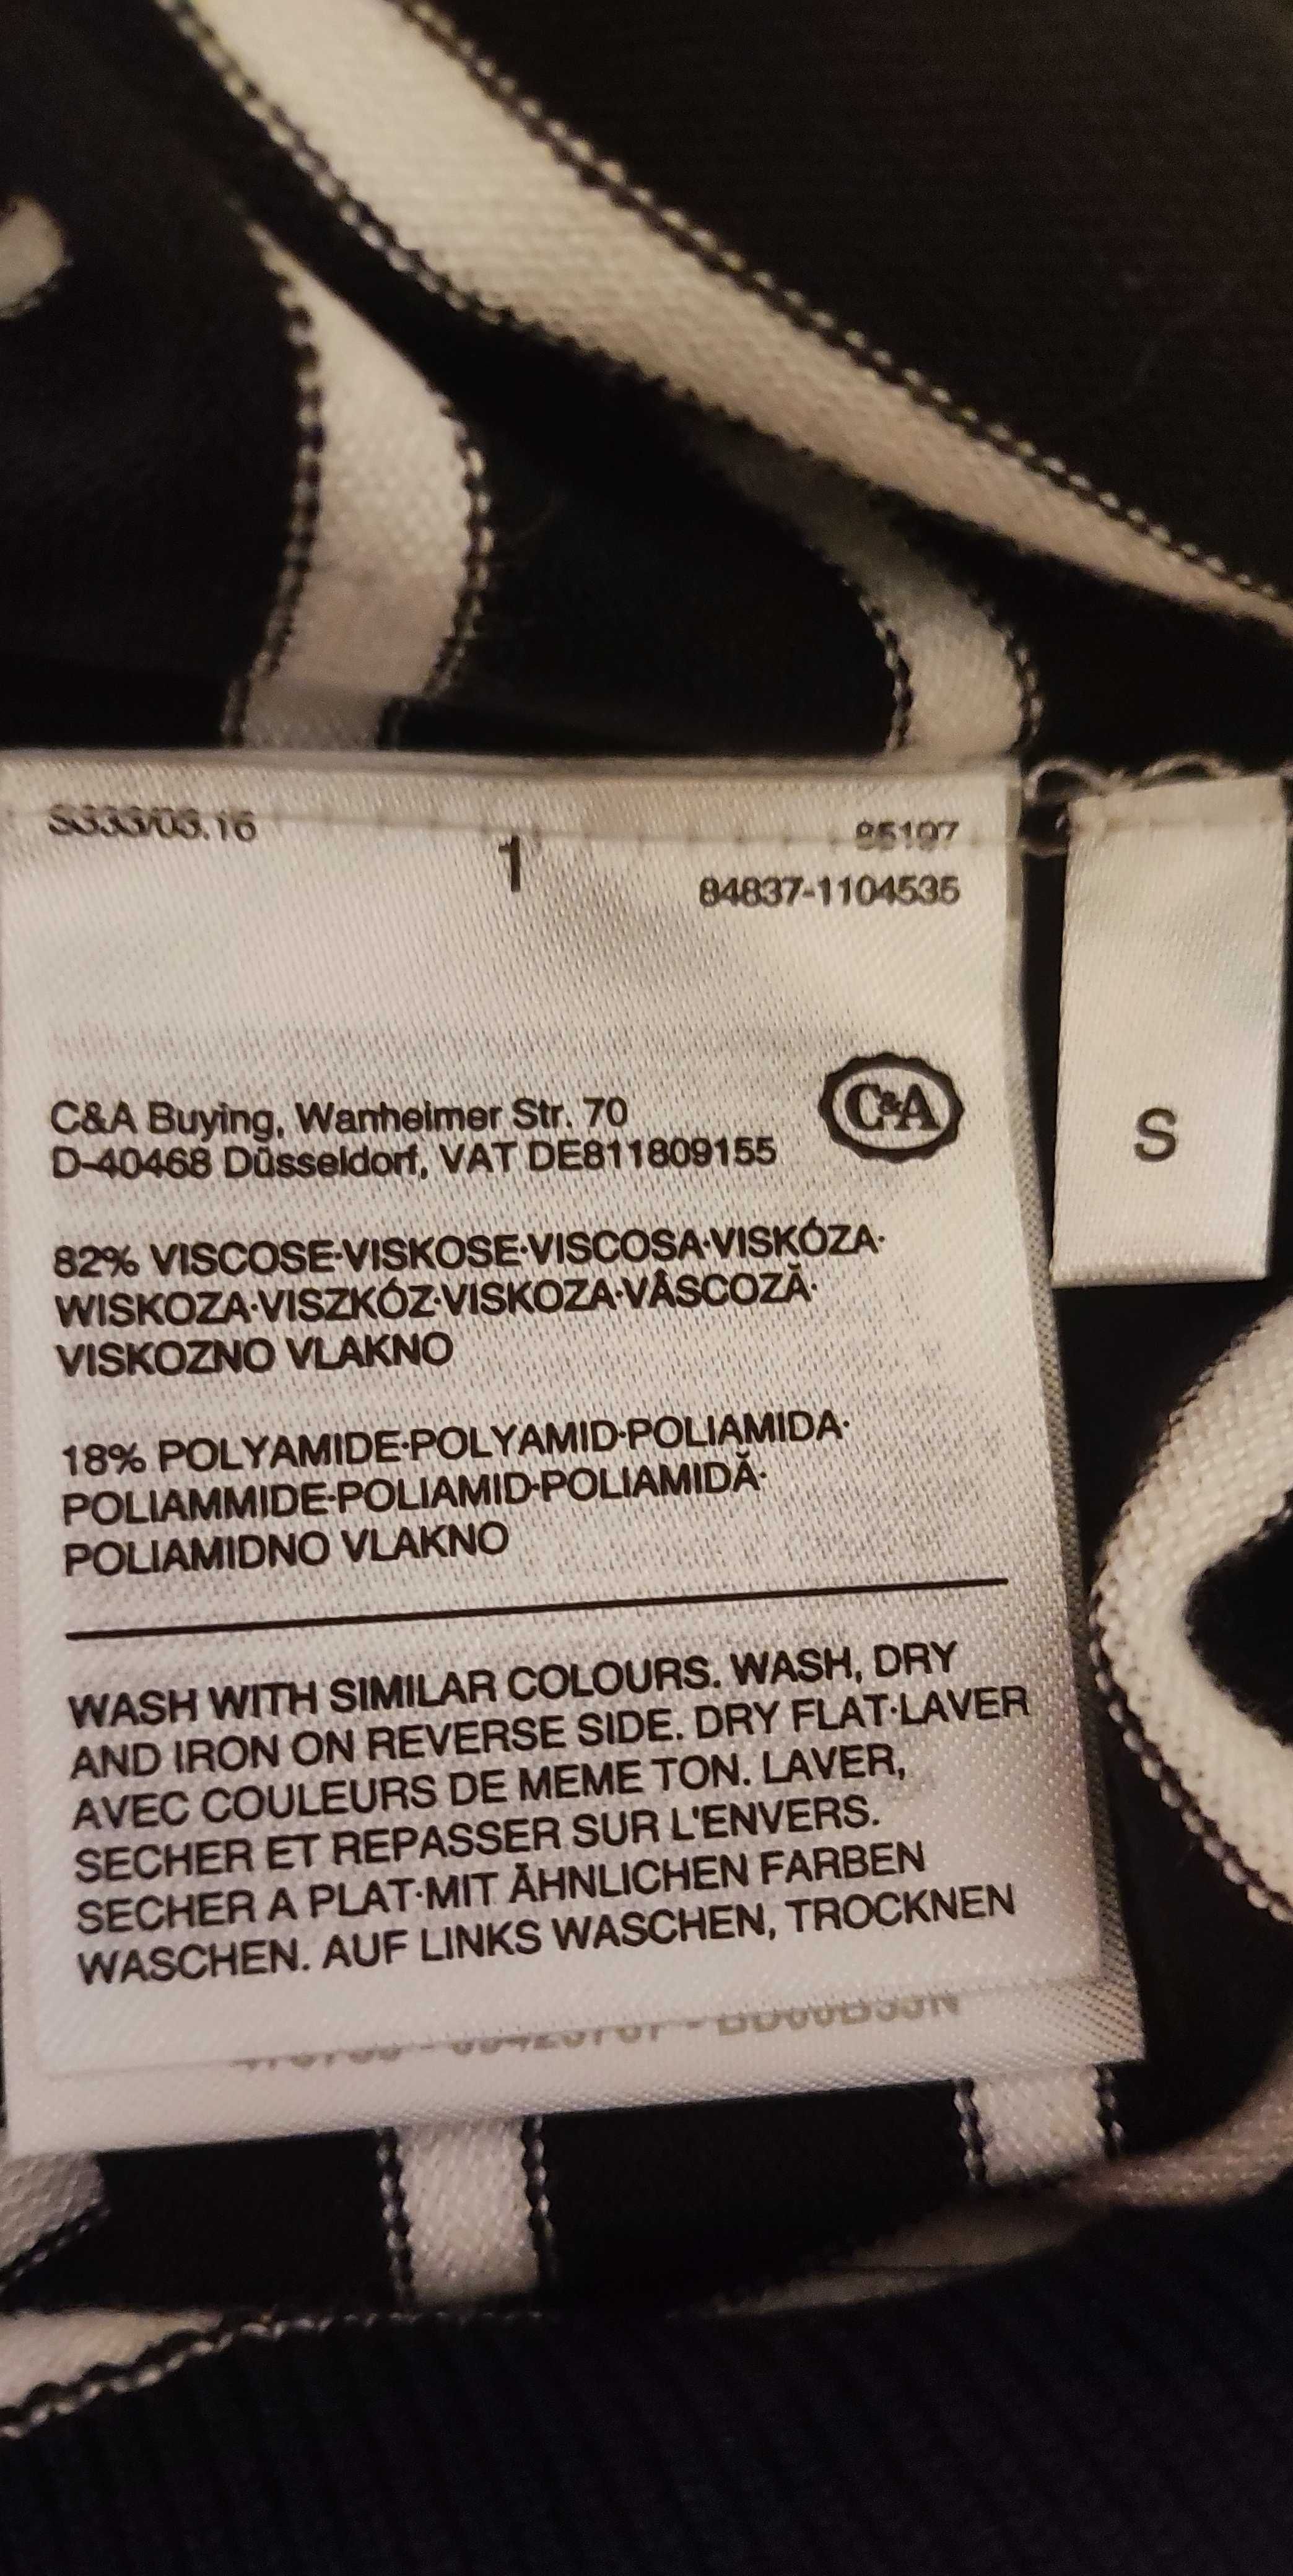 1
85197
84837-1104535
C&A
C&A Buying, Wanheimer Str. 70
D-40468 Düsseldorf, VAT DE811809155
82% VISCOSE·VISKOSE·VISCOSA·VISKÓZA·
WISKOZA·VISZKÓZ·VISKOZA·VÂSCOZĂ·
VISKOZNO VLAKNO
18% POLYAMIDE·POLYAMID·POLIAMIDA·
POLIAMMIDE·POLIAMID·POLIAMIDĂ·
POLIAMIDNO VLAKNO
WASH WITH SIMILAR COLOURS. WASH, DRY
AND IRON ON REVERSE SIDE. DRY FLAT·LAVER
AVEC COULEURS DE MEME TON. LAVER,
SECHER ET REPASSER SUR L'ENVERS.
SECHER A PLAT·MIT ÄHNLICHEN FARBEN
WASCHEN. AUF LINKS WASCHEN, TROCKNEN
S